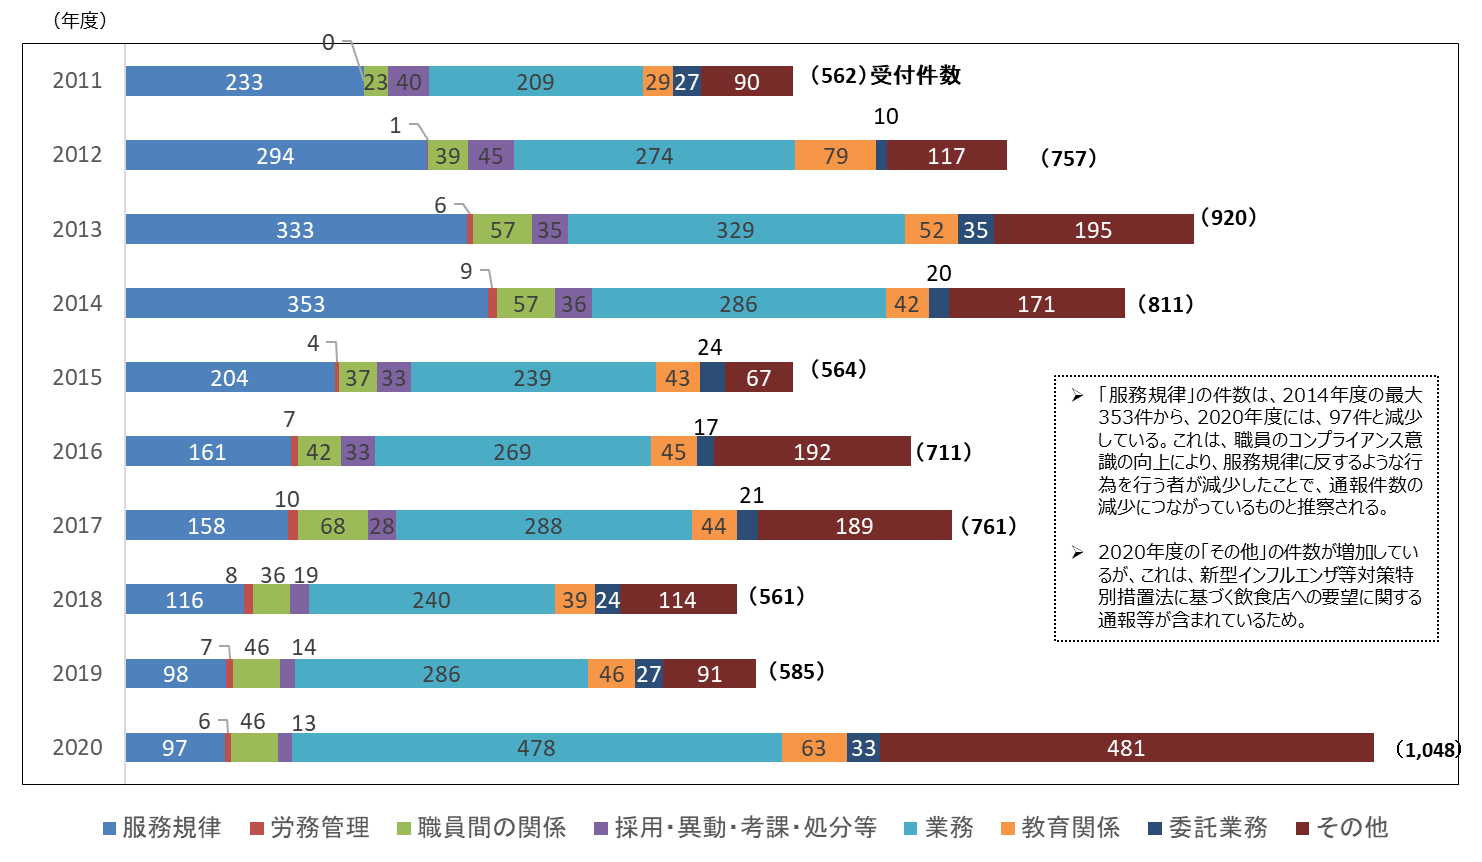 （年度）
2011 233 0 23 40 209 29 27 90 （562）受付件数
2012 294 1 39 45 274 79 10 117 （757）
2013 333 6 57 35 329 52 35 195 （920）
2014 353 9 57 36 286 42 20 171 （811）
2015 204 4 37 33 239 43 24 67 （564）
2016 161 7 42 33 269 45 17 192 （711）
2017 158 10 68 28 288 44 21 189 （761）
2018 116 8 36 19 240 39 24 114 （561）
2019 98 7 46 14 286 46 27 91 （585）
2020 97 6 46 13 478 63 33 481 （1,048）
➢ 「服務規律」の件数は、2014年度の最大
353件から、2020年度には、97件と減少
している。これは、職員のコンプライアンス意
識の向上により、服務規律に反するような行
為を行う者が減少したことで、通報件数の
減少につながっているものと推察される。
➢ 2020年度の「その他」の件数が増加してい
るが、これは、新型インフルエンザ等対策特
別措置法に基づく飲食店への要望に関する
通報等が含まれているため。
服務規律 労務管理 職員間の関係 採用・異動・考課・処分等 業務 教育関係 委託業務 その他